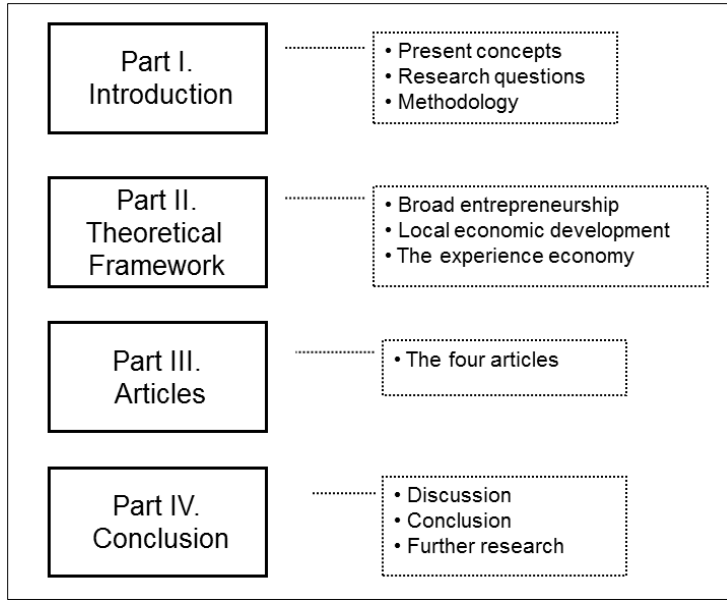 Part I.
Introduction
• Present concepts
• Research questions
• Methodology
Part II.
Theoretical
Framework
• Broad entrepreneurship
• Local economic development
• The experience economy
Part III.
Articles
• The four articles
Part IV.
Conclusion
• Discussion
• Conclusion
• Further research